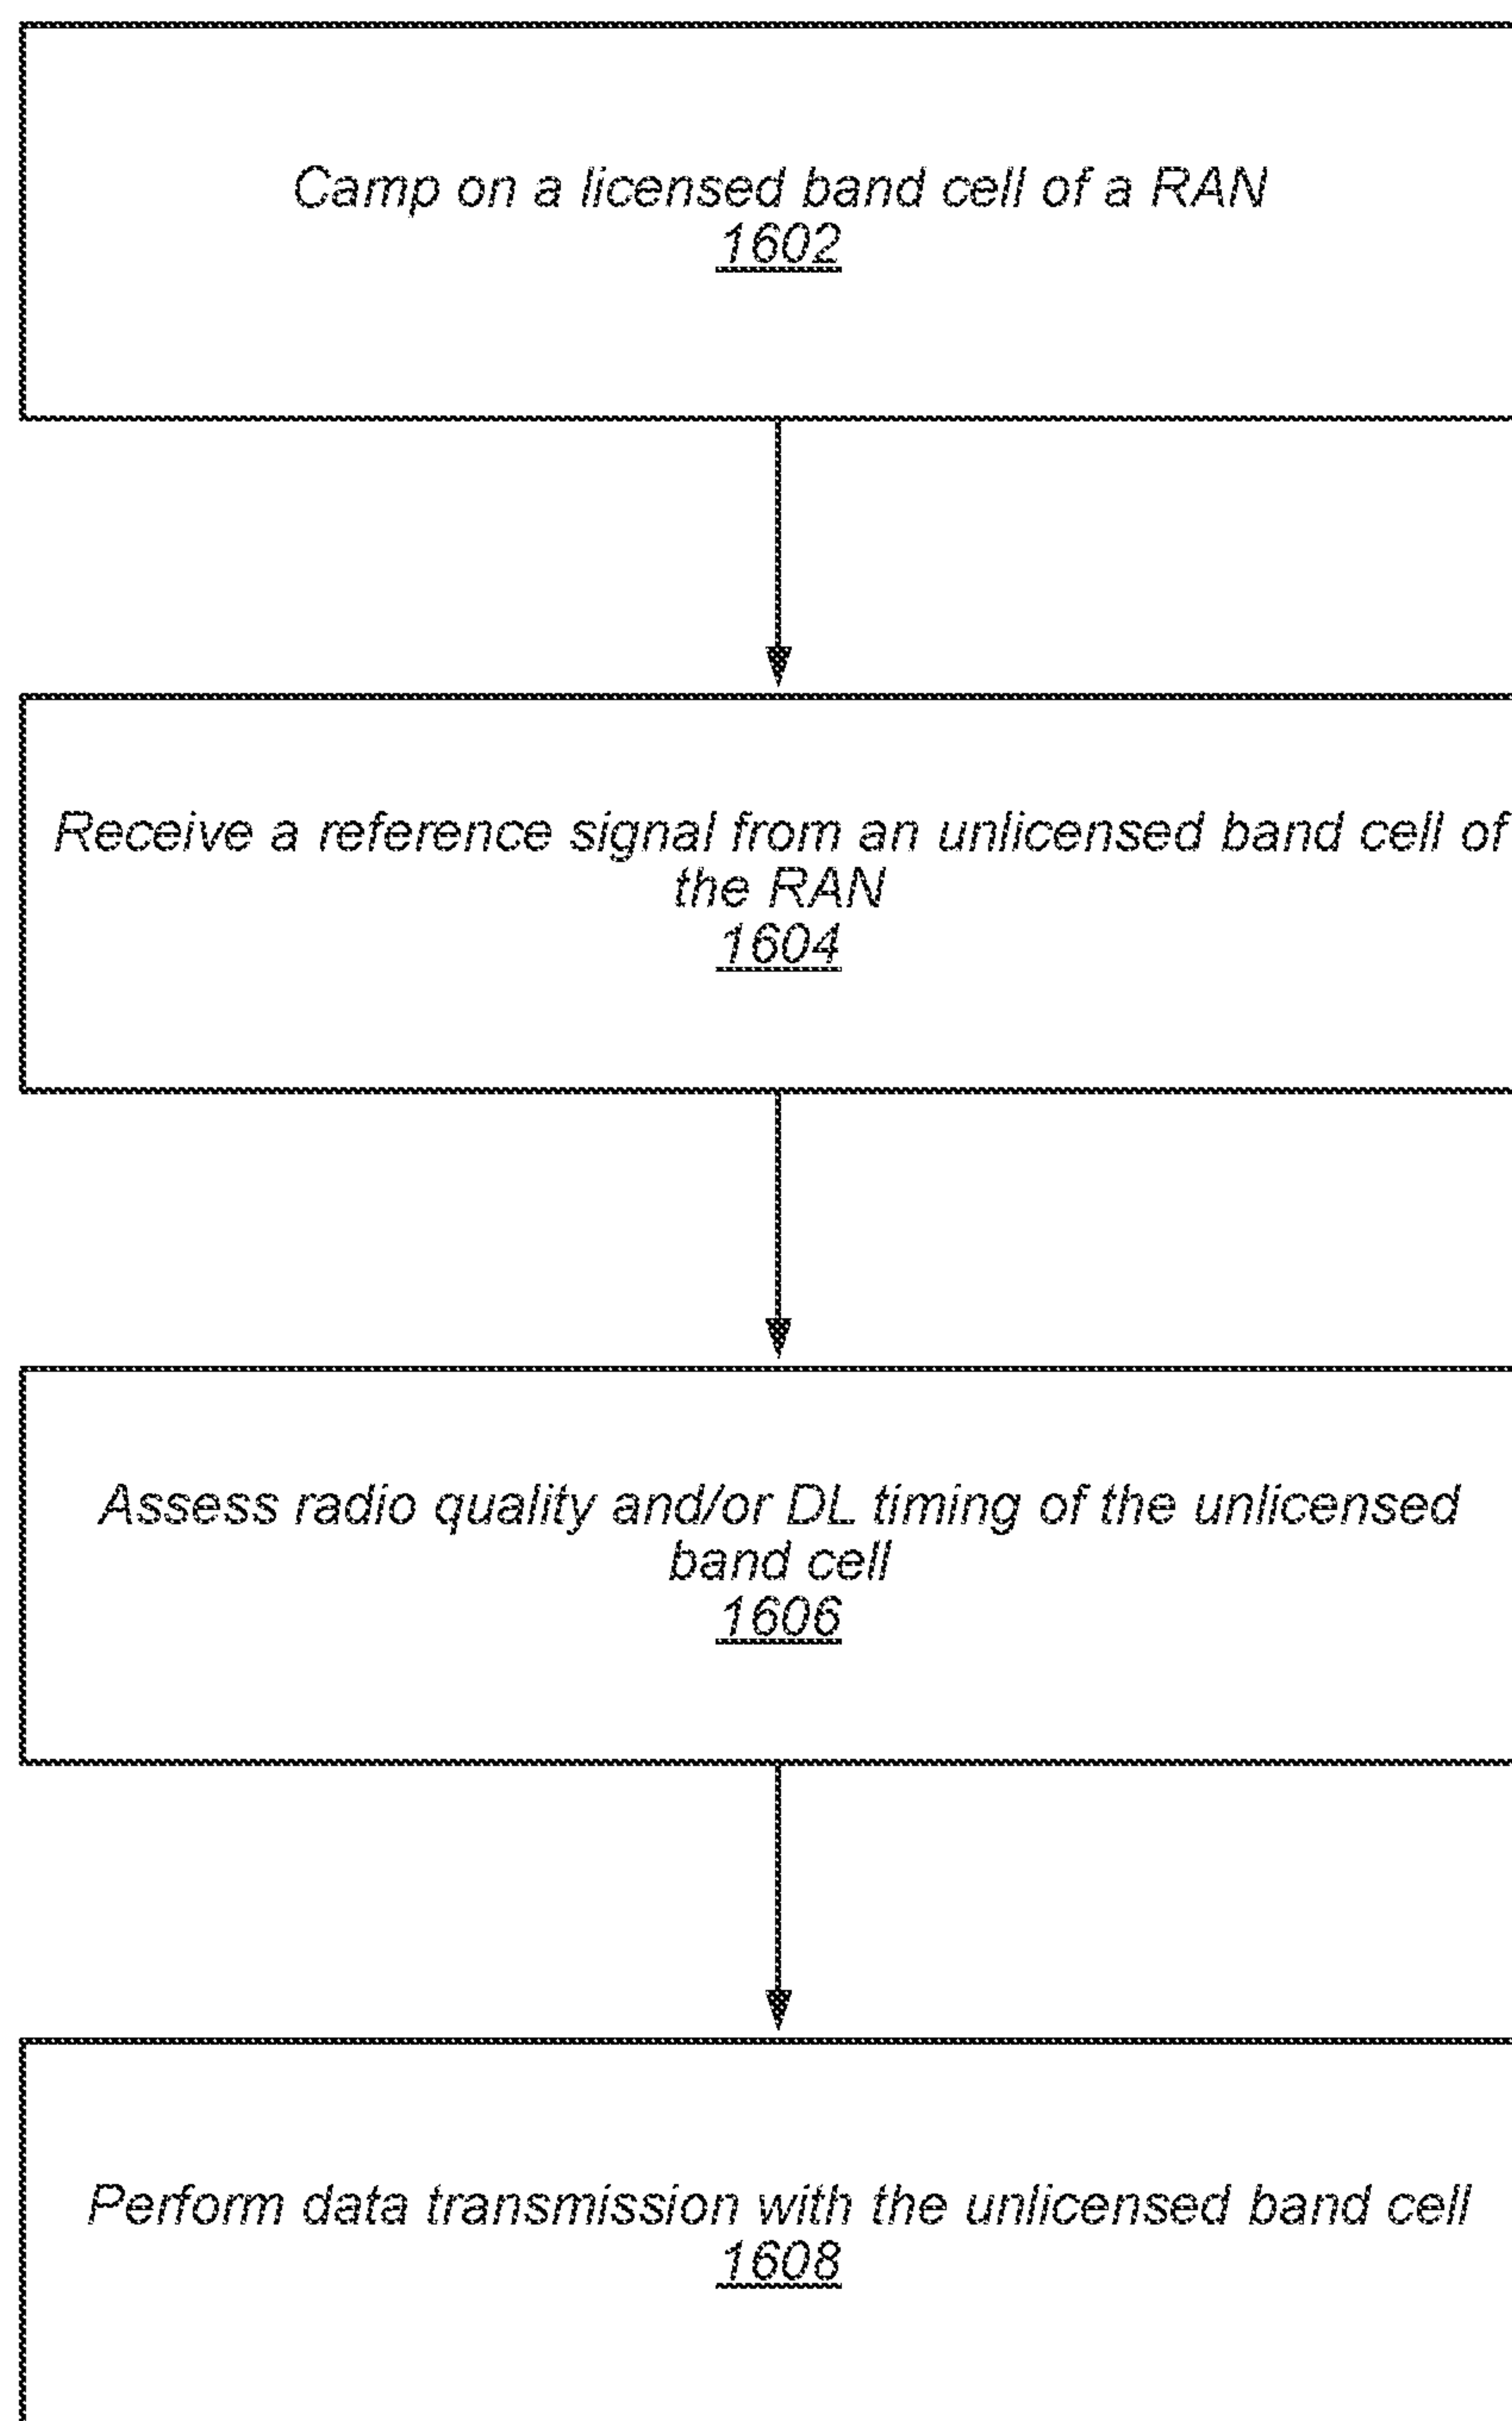 Camp on a licensed band cell of a RAN
1602
Receive a reference signal from an unlicensed band cell of
the RAN
1604
Assess radio quality and/or DL timing of the unlicensed
band cell
1606
Perform data transmission with the unlicensed band cell
1608